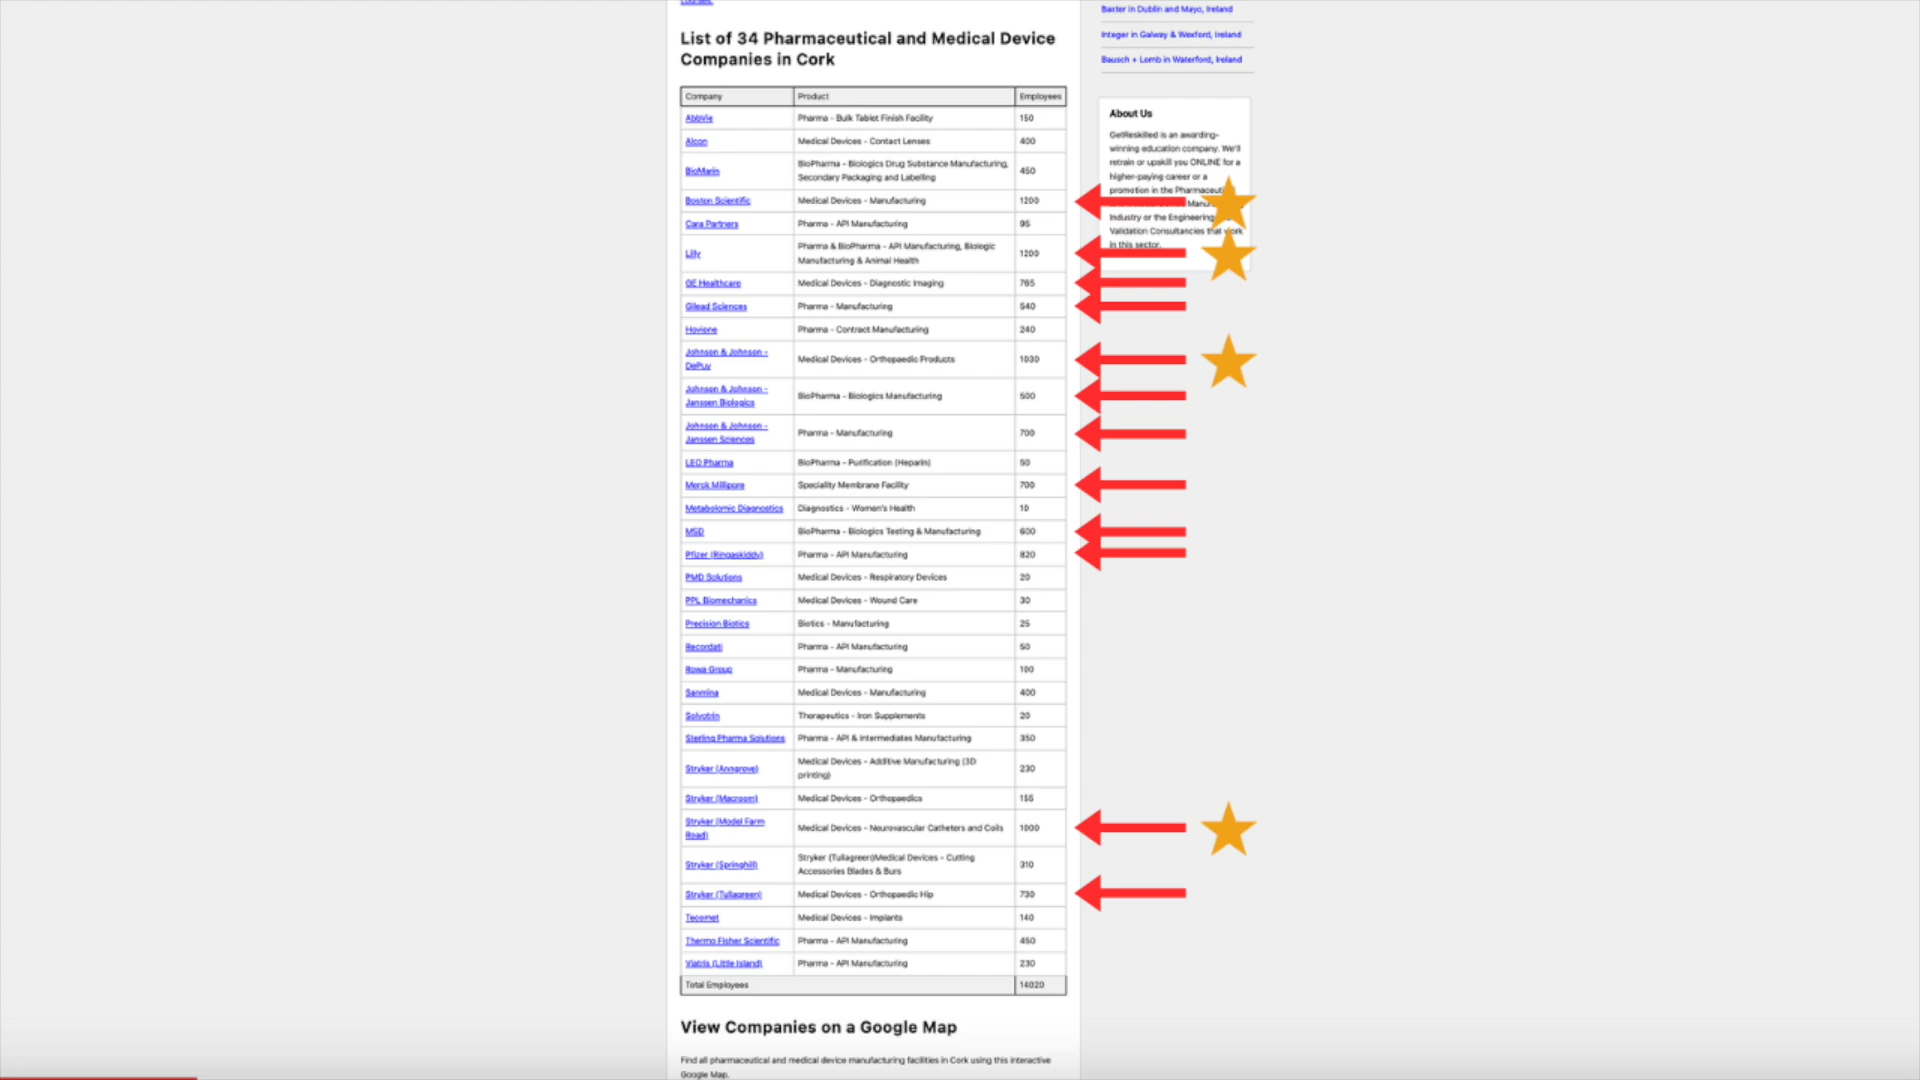 courses.
List of 34 Pharmaceutical and Medical Device
Companies in Cork
Company Product Employees
AbbVie Pharma - Bulk Tablet Finish Facility 150
Alcon Medical Devices - Contact Lenses 400
BioMarin BioPharma - Biologics Drug Substance Manufacturing,
Secondary Packaging and Labelling 450
Boston Scientific Medical Devices - Manufacturing 1200
Cara Partners Pharma - API Manufacturing 95
Lilly Pharma & BioPharma - API Manufacturing, Biologic
Manufacturing & Animal Health 1200
GE Healthcare Medical Devices - Diagnostic Imaging 765
Gilead Sciences Pharma - Manufacturing 540
Hovione Pharma - Contract Manufacturing 240
Johnson & Johnson -
DePuy Medical Devices - Orthopaedic Products 1030
Johnson & Johnson -
Janssen Biologics BioPharma - Biologics Manufacturing 500
Johnson & Johnson -
Janssen Sciences Pharma - Manufacturing 700
LEO Pharma BioPharma - Purification (Heparin) 50
Merck Millipore Speciality Membrane Facility 700
Metabolomic Diagnostics Diagnostics - Women's Health 10
MSD BioPharma - Biologics Testing & Manufacturing 600
Pfizer (Ringaskiddy) Pharma - API Manufacturing 820
PMD Solutions Medical Devices - Respiratory Devices 20
PPL Biomechanics Medical Devices - Wound Care 30
Precision Biotics Biotics - Manufacturing 25
Recordati Pharma - API Manufacturing 50
Rowa Group Pharma - Manufacturing 100
Sanmina Medical Devices - Manufacturing 400
Solvotrin Therapeutics - Iron Supplements 20
Sterling Pharma Solutions Pharma - API & Intermediates Manufacturing 350
Stryker (Anngrove) Medical Devices - Additive Manufacturing (3D
printing) 230
Stryker (Macroom) Medical Devices - Orthopaedics 155
Stryker (Model Farm
Road) Medical Devices - Neurovascular Catheters and Coils 1000
Stryker (Springhill) Stryker (Tullagreen)Medical Devices - Cutting
Accessories Blades & Burs 310
Stryker (Tullagreen) Medical Devices - Orthopaedic Hip 730
Tecomet Medical Devices - Implants 140
Thermo Fisher Scientific Pharma - API Manufacturing 450
Viatris (Little Island) Pharma - API Manufacturing 230
Total Employees 14020
View Companies on a Google Map
Find all pharmaceutical and medical device manufacturing facilities in Cork using this interactive
Google Map.
Baxter in Dublin and Mayo, Ireland
Integer in Galway & Wexford, Ireland
Bausch + Lomb in Waterford, Ireland
About Us
GetReskilled is an awarding-
winning education company. We'll
retrain or upskill you ONLINE for a
higher-paying career or a
promotion in the
Industry or the Engineering
Validation Consultancies that work
in this sector.